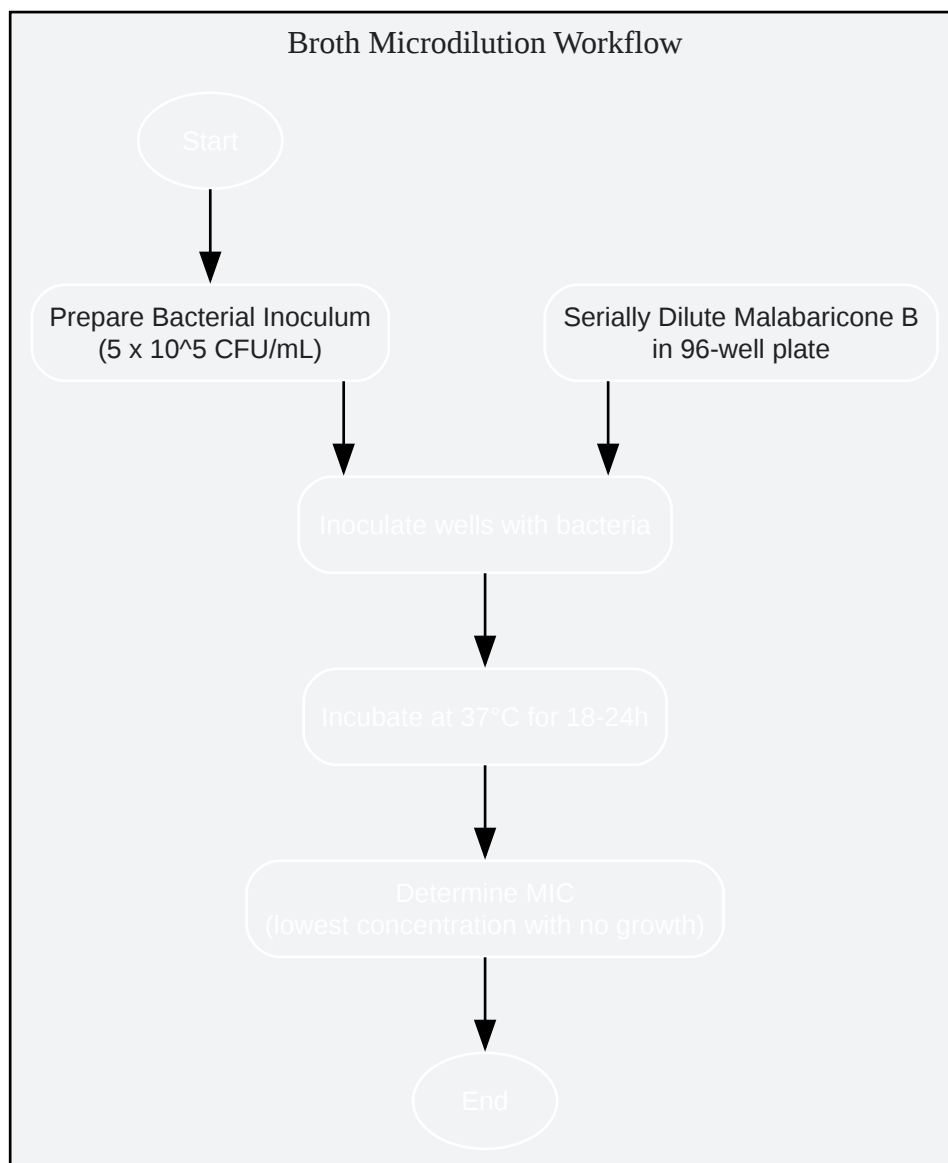 Broth Microdilution Workflow
Start
Prepare Bacterial Inoculum
(5 x 10^5 CFU/mL)
Serially Dilute Malabaricone B
in 96-well plate
Inoculate wells with bacteria
Incubate at 37°C for 18-24h
Determine MIC
(lowest concentration with no growth)
End